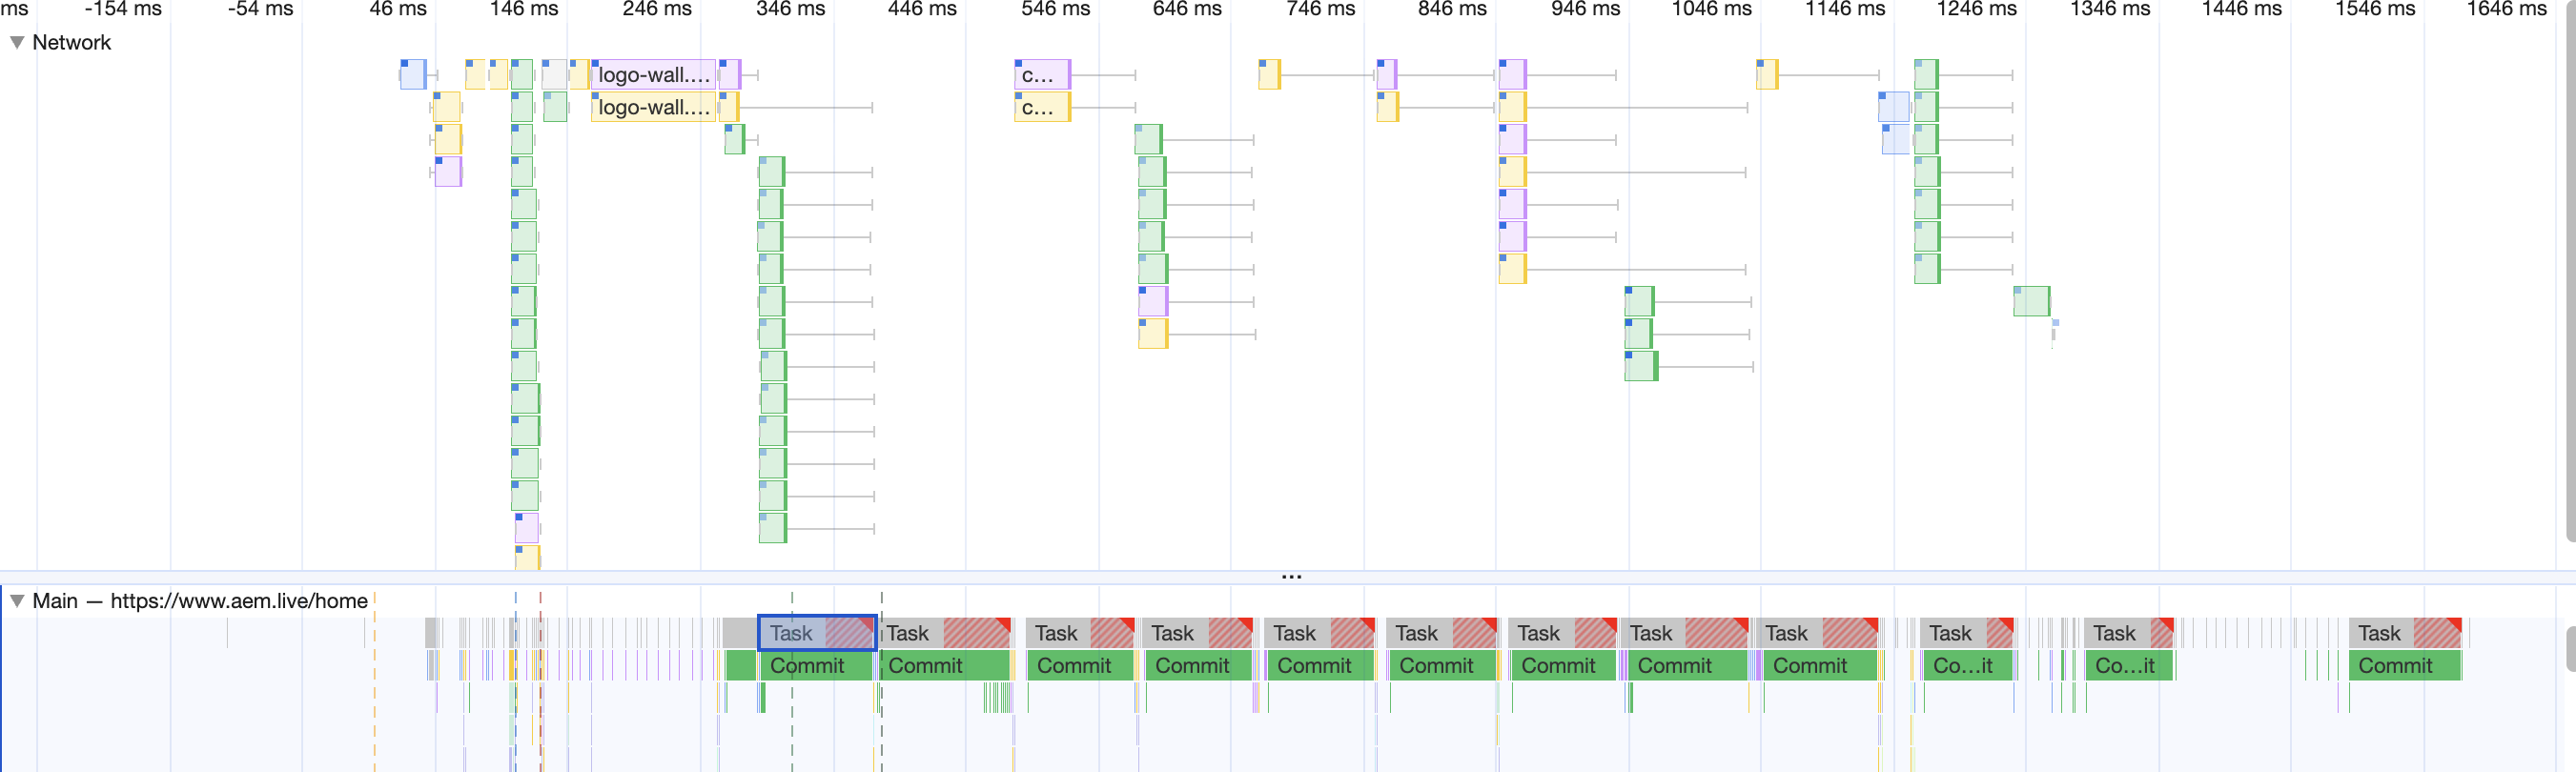 ms -154 ms -54 ms 46 ms 146 ms 246 ms 346 ms 446 ms 546 ms 646 ms 746 ms 846 ms 946 ms 1046 ms 1146 ms 1246 ms 1346 ms 1446 ms 1546 ms 1646 ms
Network
logo-wall.... c...
logo-wall.... c...
...
Main — https://www.aem.live/home
Task Task Task Task Task Task Task Task Task Task Task Task
Commit Commit Commit Commit Commit Commit Commit Commit Commit Co...it Co...it Commit